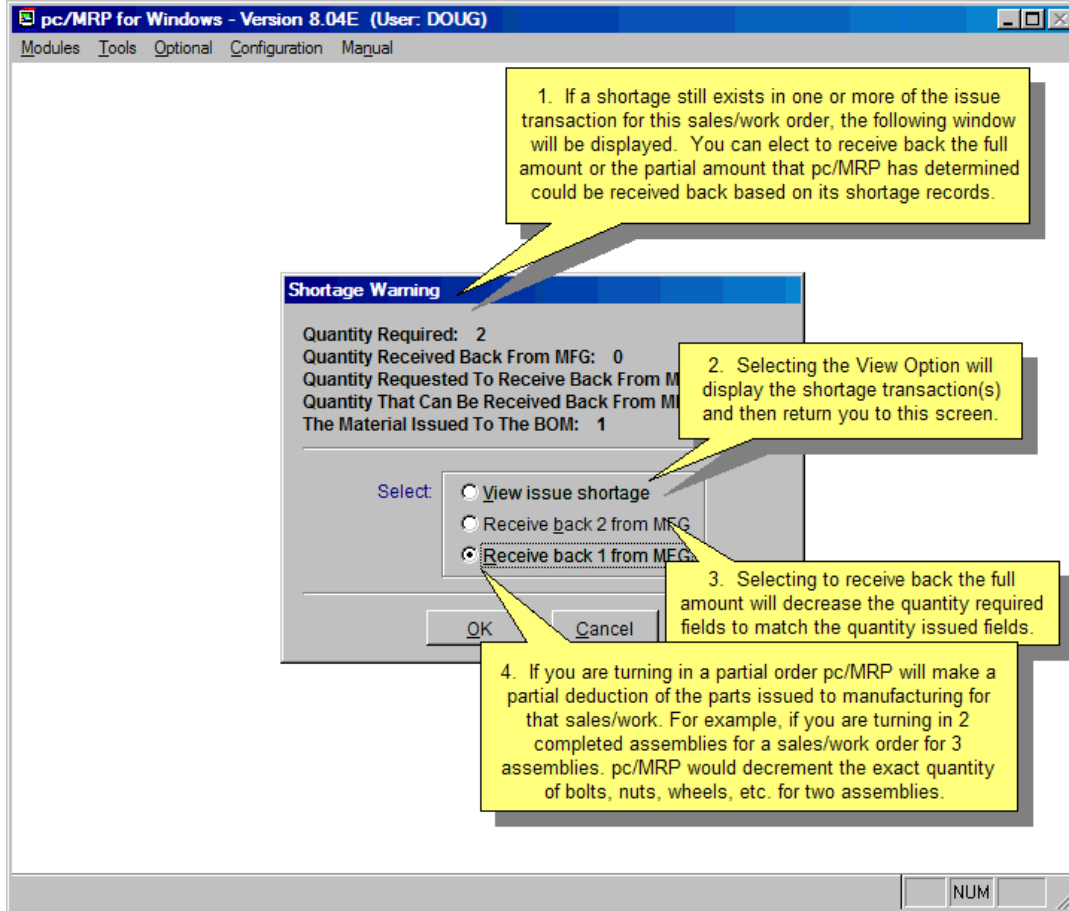 pc/MRP for Windows - Version 8.04E (User: DOUG)
Modules Tools Optional Configuration Manual
1. If a shortage still exists in one or more of the issue
transaction for this sales/work order, the following window
will be displayed. You can elect to receive back the full
amount or the partial amount that pc/MRP has determined
could be received back based on its shortage records.
Shortage Warning
Quantity Required: 2
Quantity Received Back From MFG: 0
Quantity Requested To Receive Back From M
Quantity That Can Be Received Back From
The Material Issued To The BOM: 1
2. Selecting the View Option will
display the shortage transaction(s)
and then return you to this screen.
Select:
View issue shortage
Receive back 2 from MFG
Receive back 1 from MFG
3. Selecting to receive back the full
amount will decrease the quantity required
fields to match the quantity issued fields.
OK Cancel
4. If you are turning in a partial order pc/MRP will make a
partial deduction of the parts issued to manufacturing for
that sales/work. For example, if you are turning in 2
completed assemblies for a sales/work order for 3
assemblies. pc/MRP would decrement the exact quantity
of bolts, nuts, wheels, etc. for two assemblies.
NUM